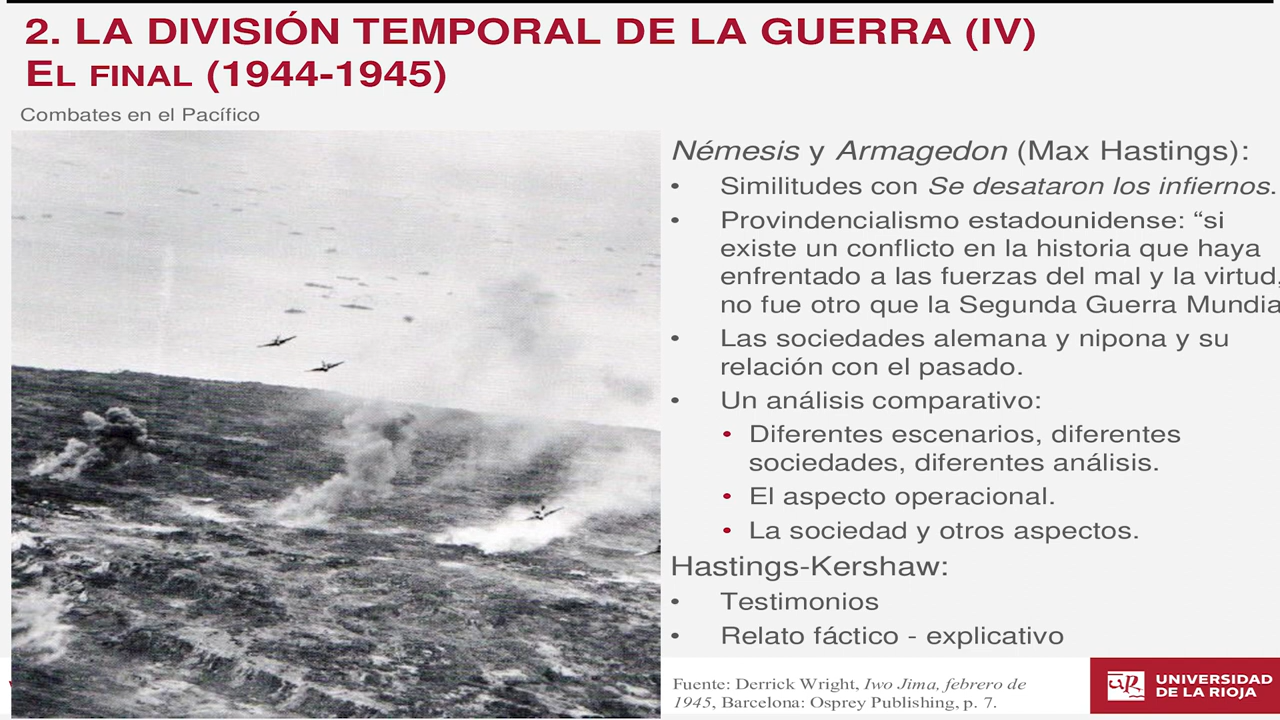 2. LA DIVISIÓN TEMPORAL DE LA GUERRA (IV)
EL FINAL (1944-1945)
Combates en el Pacífico
Némesis y Armagedon (Max Hastings):
• Similitudes con Se desataron los infiernos.
• Provindencialismo estadounidense: “si
existe un conflicto en la historia que haya
enfrentado a las fuerzas del mal y la virtud,
no fue otro que la Segunda Guerra Mundia
• Las sociedades alemana y nipona y su
relación con el pasado.
• Un análisis comparativo:
• Diferentes escenarios, diferentes
sociedades, diferentes análisis.
• El aspecto operacional.
• La sociedad y otros aspectos.
Hastings-Kershaw:
• Testimonios
• Relato fáctico - explicativo
Fuente: Derrick Wright, Iwo Jima, febrero de
1945, Barcelona: Osprey Publishing, p. 7.
UR
UNIVERSIDAD
DE LA RIOJA